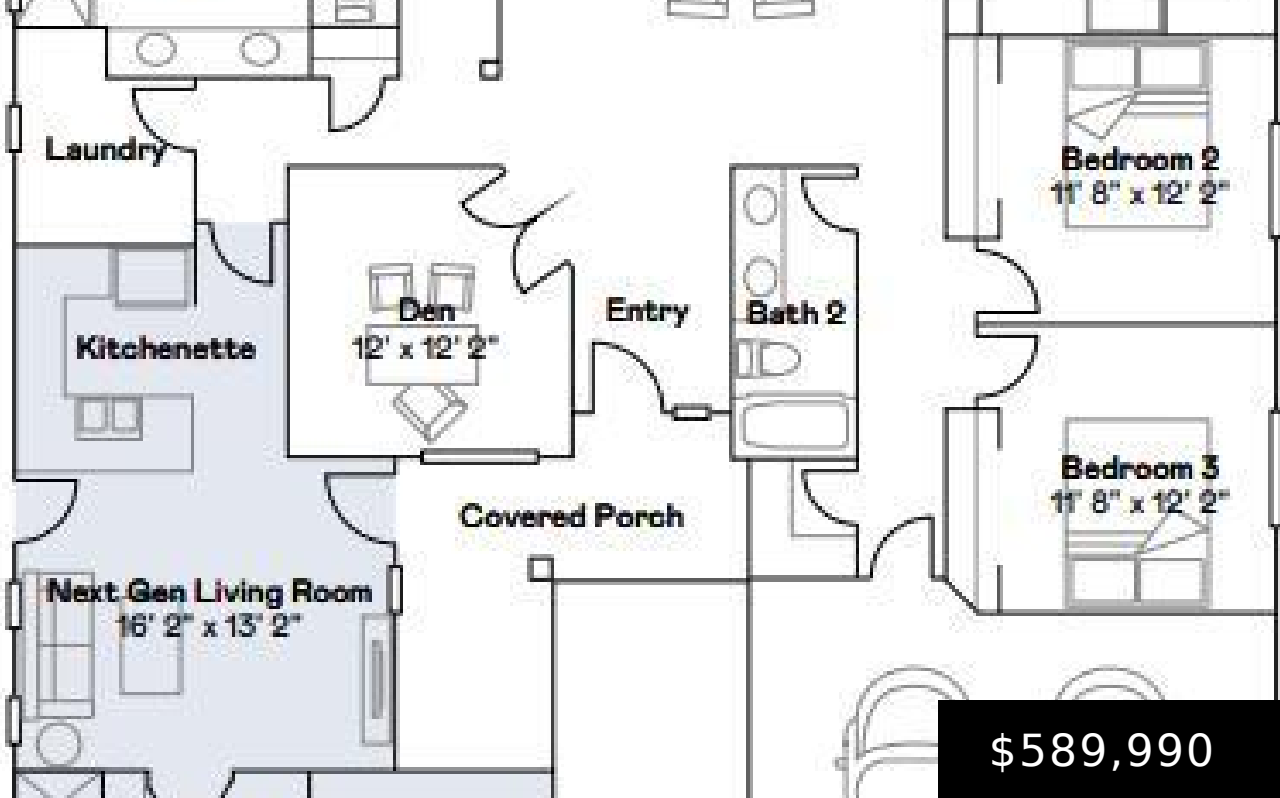 Laundry
Bedroom 2
11' 8" x 12' 2"
Den
12' x 12' 2"
Entry
Bath 2
Kitchenette
Bedroom 3
11' 8" x 12' 2"
Covered Porch
Next Gen Living Room
16' 2" x 13' 2"
$589,990